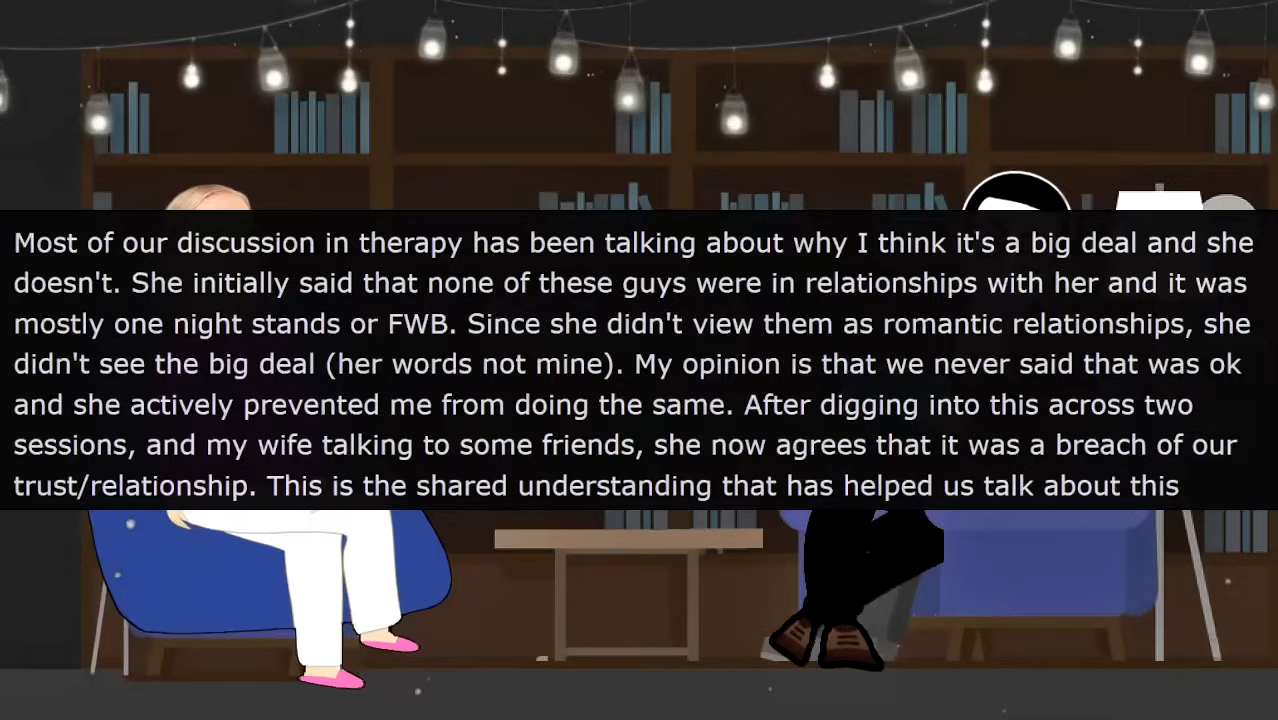 Most of our discussion in therapy has been talking about why I think it's a big deal and she
doesn't. She initially said that none of these guys were in relationships with her and it was
mostly one night stands or FWB. Since she didn't view them as romantic relationships, she
didn't see the big deal (her words not mine). My opinion is that we never said that was ok
and she actively prevented me from doing the same. After digging into this across two
sessions, and my wife talking to some friends, she now agrees that it was a breach of our
trust/relationship. This is the shared understanding that has helped us talk about this